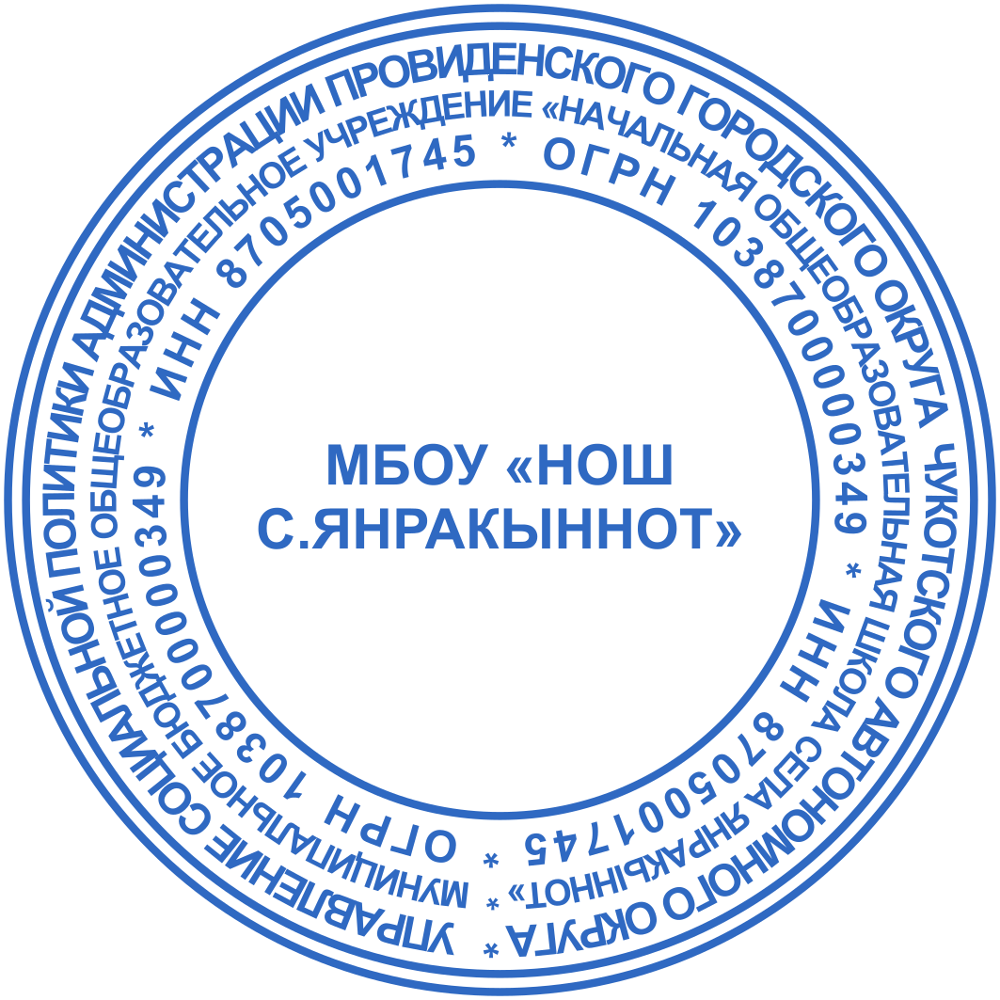 УПРАВЛЕНИЕ СОЦИАЛЬНОЙ ПОЛИТИКИ АДМИНИСТРАЦИИ ПРОВИДЕНСКОГО ГОРОДСКОГО ОКРУГА ЧУКОТСКОГО АВТОНОМНОГО ОКРУГА *
МУНИЦИПАЛЬНОЕ БЮДЖЕТНОЕ ОБЩЕОБРАЗОВАТЕЛЬНОЕ УЧРЕЖДЕНИЕ «НАЧАЛЬНАЯ ОБЩЕОБРАЗОВАТЕЛЬНАЯ ШКОЛА СЕЛА ЯНРАКЫННОТ» *
ОГРН 1038700000349 * ИНН 8705001745 * ОГРН 1038700000349 * ИНН 8705001745 *
МБОУ «НОШ
С.ЯНРАКЫННОТ»